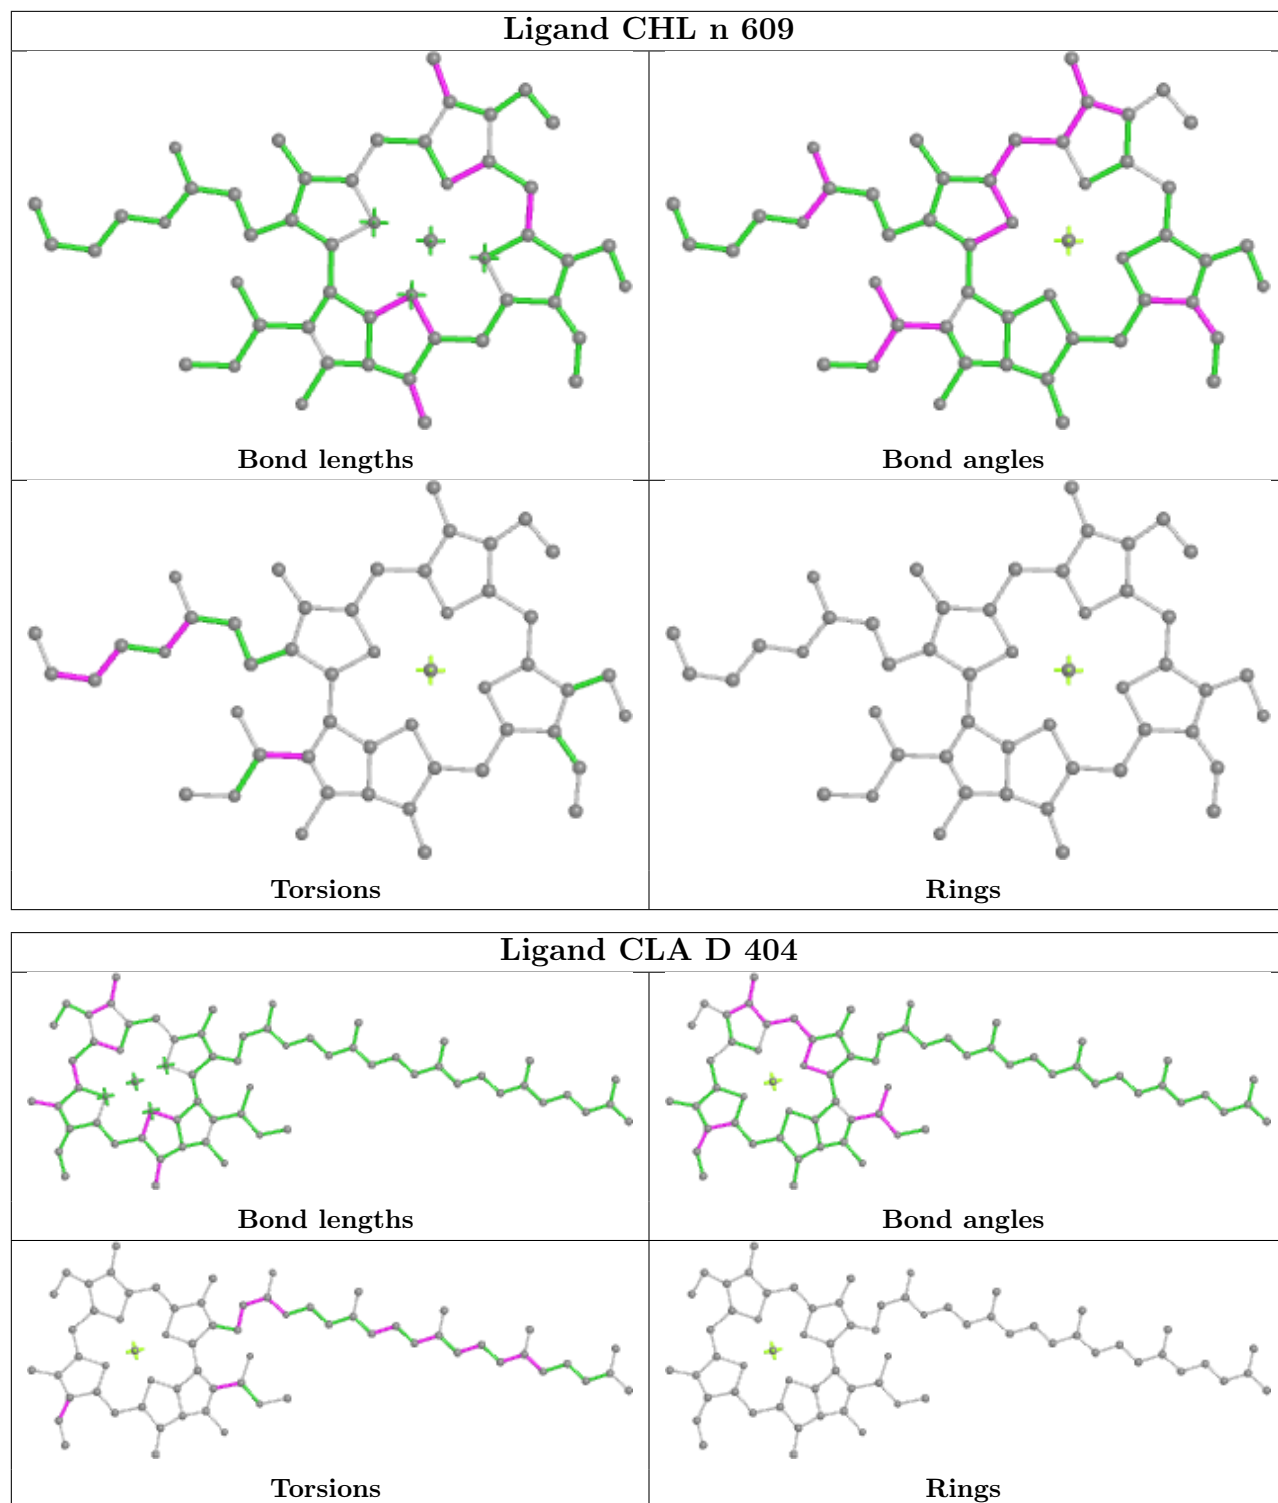 Ligand CHL n 609
Bond lengths
Bond angles
Torsions
Rings
Ligand CLA D 404
Bond lengths
Bond angles
Torsions
Rings